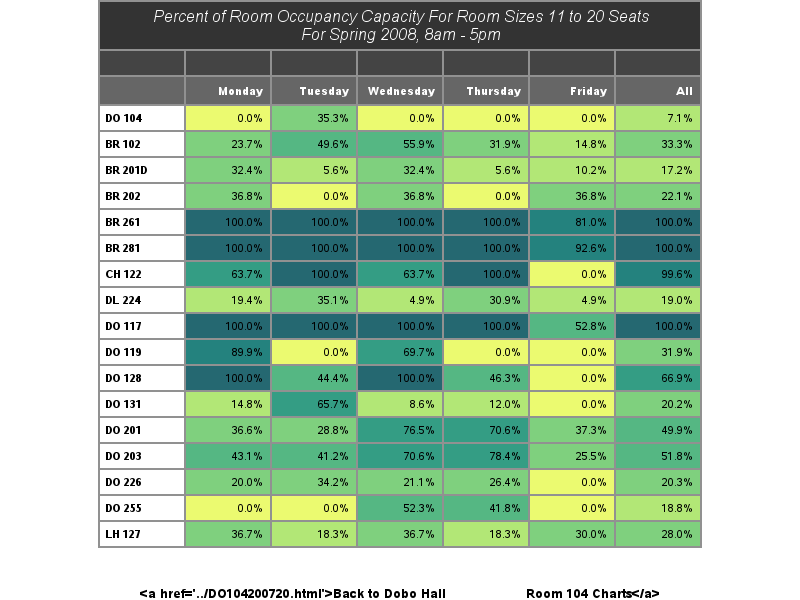 Percent of Room Occupancy Capacity For Room Sizes 11 to 20 Seats
For Spring 2008, 8am - 5pm
Monday Tuesday Wednesday Thursday Friday All
DO 104 0.0% 35.3% 0.0% 0.0% 0.0% 7.1%
BR 102 23.7% 49.6% 55.9% 31.9% 14.8% 33.3%
BR 201D 32.4% 5.6% 32.4% 5.6% 10.2% 17.2%
BR 202 36.8% 0.0% 36.8% 0.0% 36.8% 22.1%
BR 261 100.0% 100.0% 100.0% 100.0% 81.0% 100.0%
BR 281 100.0% 100.0% 100.0% 100.0% 92.6% 100.0%
CH 122 63.7% 100.0% 63.7% 100.0% 0.0% 99.6%
DL 224 19.4% 35.1% 4.9% 30.9% 4.9% 19.0%
DO 117 100.0% 100.0% 100.0% 100.0% 52.8% 100.0%
DO 119 89.9% 0.0% 69.7% 0.0% 0.0% 31.9%
DO 128 100.0% 44.4% 100.0% 46.3% 0.0% 66.9%
DO 131 14.8% 65.7% 8.6% 12.0% 0.0% 20.2%
DO 201 36.6% 28.8% 76.5% 70.6% 37.3% 49.9%
DO 203 43.1% 41.2% 70.6% 78.4% 25.5% 51.8%
DO 226 20.0% 34.2% 21.1% 26.4% 0.0% 20.3%
DO 255 0.0% 0.0% 52.3% 41.8% 0.0% 18.8%
LH 127 36.7% 18.3% 36.7% 18.3% 30.0% 28.0%
<a href='../DO104200720.html'>Back to Dobo Hall Room 104 Charts</a>